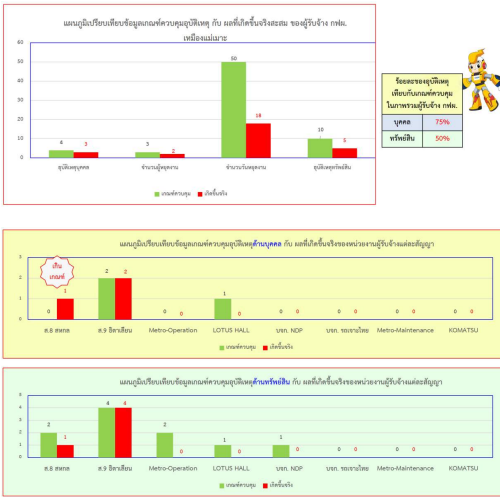 แผนภูมิเปรียบเทียบข้อมูลเกณฑ์ควบคุมอุบัติเหตุ กับ ผลที่เกิดขึ้นจริงสะสม ของผู้รับจ้าง กฟผ.
เหมืองแม่เมาะ
60
50
40
30
20
10
0
4
3
3
2
50
18
10
5
อุบัติเหตุบุคคล
จำนวนผู้หยุดงาน
จำนวนวันหยุดงาน
อุบัติเหตุทรัพย์สิน
เกณฑ์ควบคุม
เกิดขึ้นจริง
ร้อยละของอุบัติเหตุ
เทียบกับเกณฑ์ควบคุม
ในภาพรวมผู้รับจ้าง กฟผ.
บุคคล 75%
ทรัพย์สิน 50%
แผนภูมิเปรียบเทียบข้อมูลเกณฑ์ควบคุมอุบัติเหตุด้านบุคคล กับ ผลที่เกิดขึ้นจริงของหน่วยงานผู้รับจ้างแต่ละสัญญา
3
2
1
0
เกิน
เกณฑ์
0 1
2 2
0 0
1 0
0 0
0 0
0 0
0 0
ส.8 สหกล
ส.9 อิตาเลียน
Metro-Operation
LOTUS HALL
บจก. NDP
บจก. รถเจาะไทย
Metro-Maintenance
KOMATSU
เกณฑ์ควบคุม
เกิดขึ้นจริง
แผนภูมิเปรียบเทียบข้อมูลเกณฑ์ควบคุมอุบัติเหตุด้านทรัพย์สิน กับ ผลที่เกิดขึ้นจริงของหน่วยงานผู้รับจ้างแต่ละสัญญา
5
4
3
2
1
0
2 1
4 4
2 0
1 0
1 0
0 0
0 0
0 0
ส.8 สหกล
ส.9 อิตาเลียน
Metro-Operation
LOTUS HALL
บจก. NDP
บจก. รถเจาะไทย
Metro-Maintenance
KOMATSU
เกณฑ์ควบคุม
เกิดขึ้นจริง